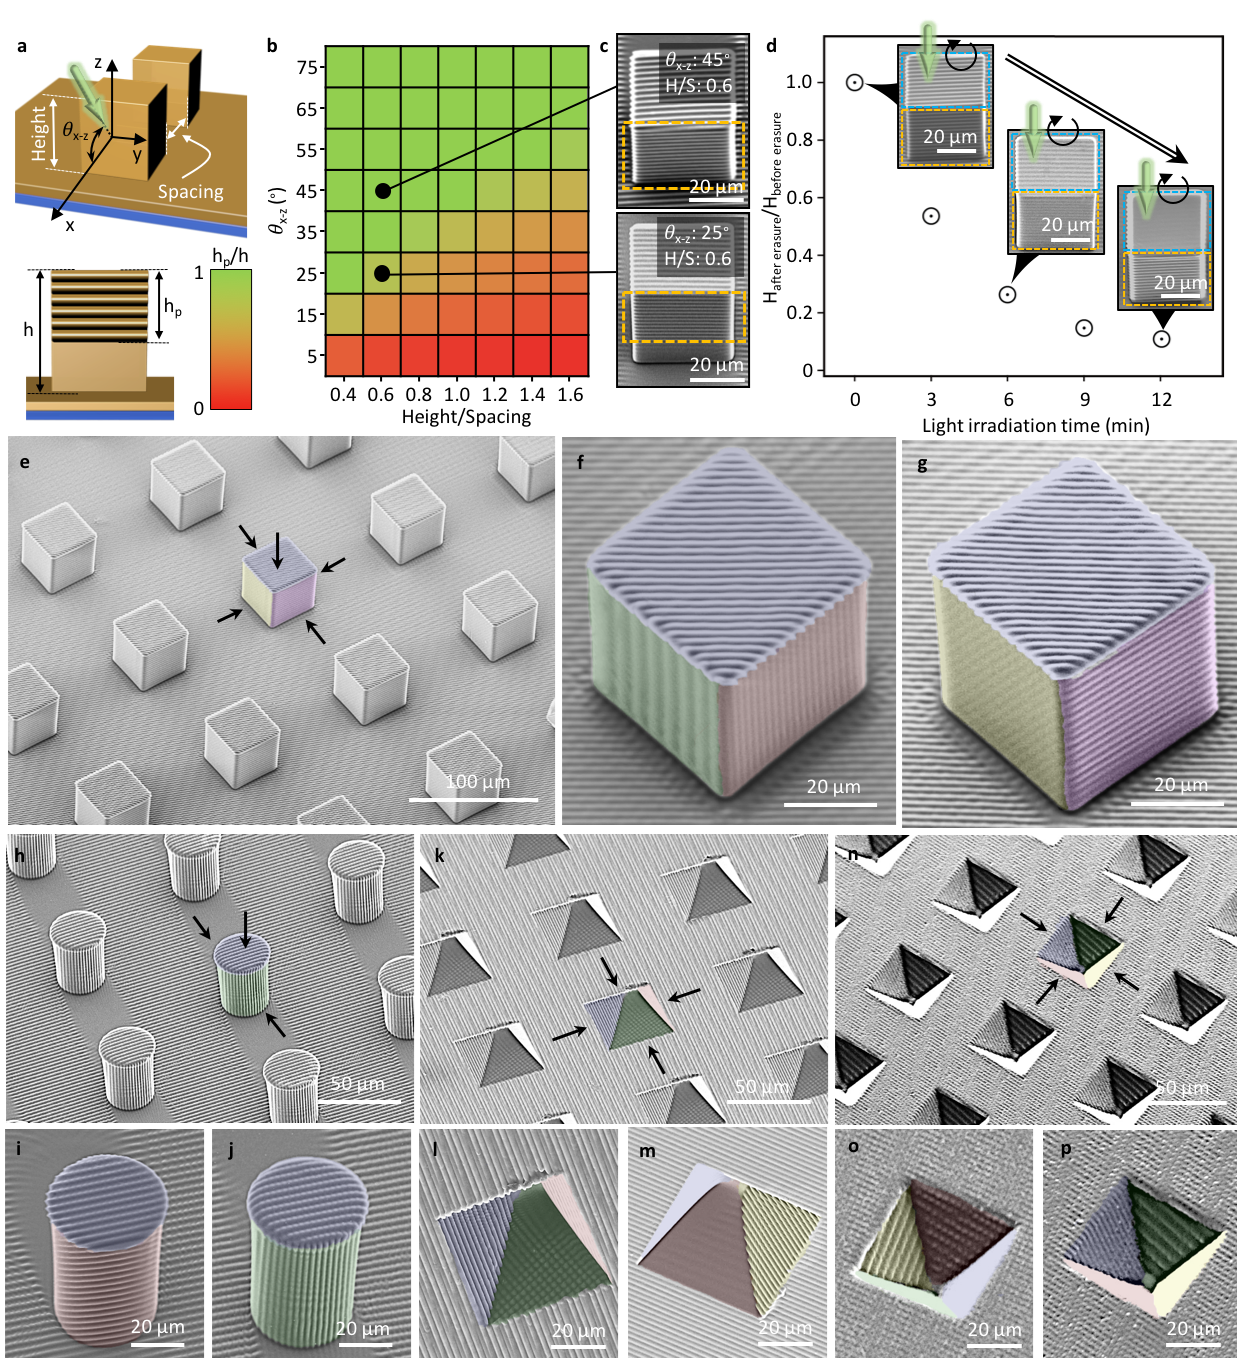 a
z
Height
θx-z
y
Spacing
x
h
hp
hp/h
1
0
b
75
65
55
45
35
25
15
5
θx-z (°)
0.4 0.6 0.8 1.0 1.2 1.4 1.6
Height/Spacing
c
θx-z: 45°
H/S: 0.6
20 μm
θx-z: 25°
H/S: 0.6
20 μm
d
1.0
0.8
0.6
0.4
0.2
0
Hafter erasure/Hbefore erasure
20 μm
20 μm
20 μm
0 3 6 9 12
Light irradiation time (min)
e
100 μm
f
20 μm
g
20 μm
h
50 μm
k
50 μm
n
50 μm
i
20 μm
j
20 μm
l
20 μm
m
20 μm
o
20 μm
p
20 μm